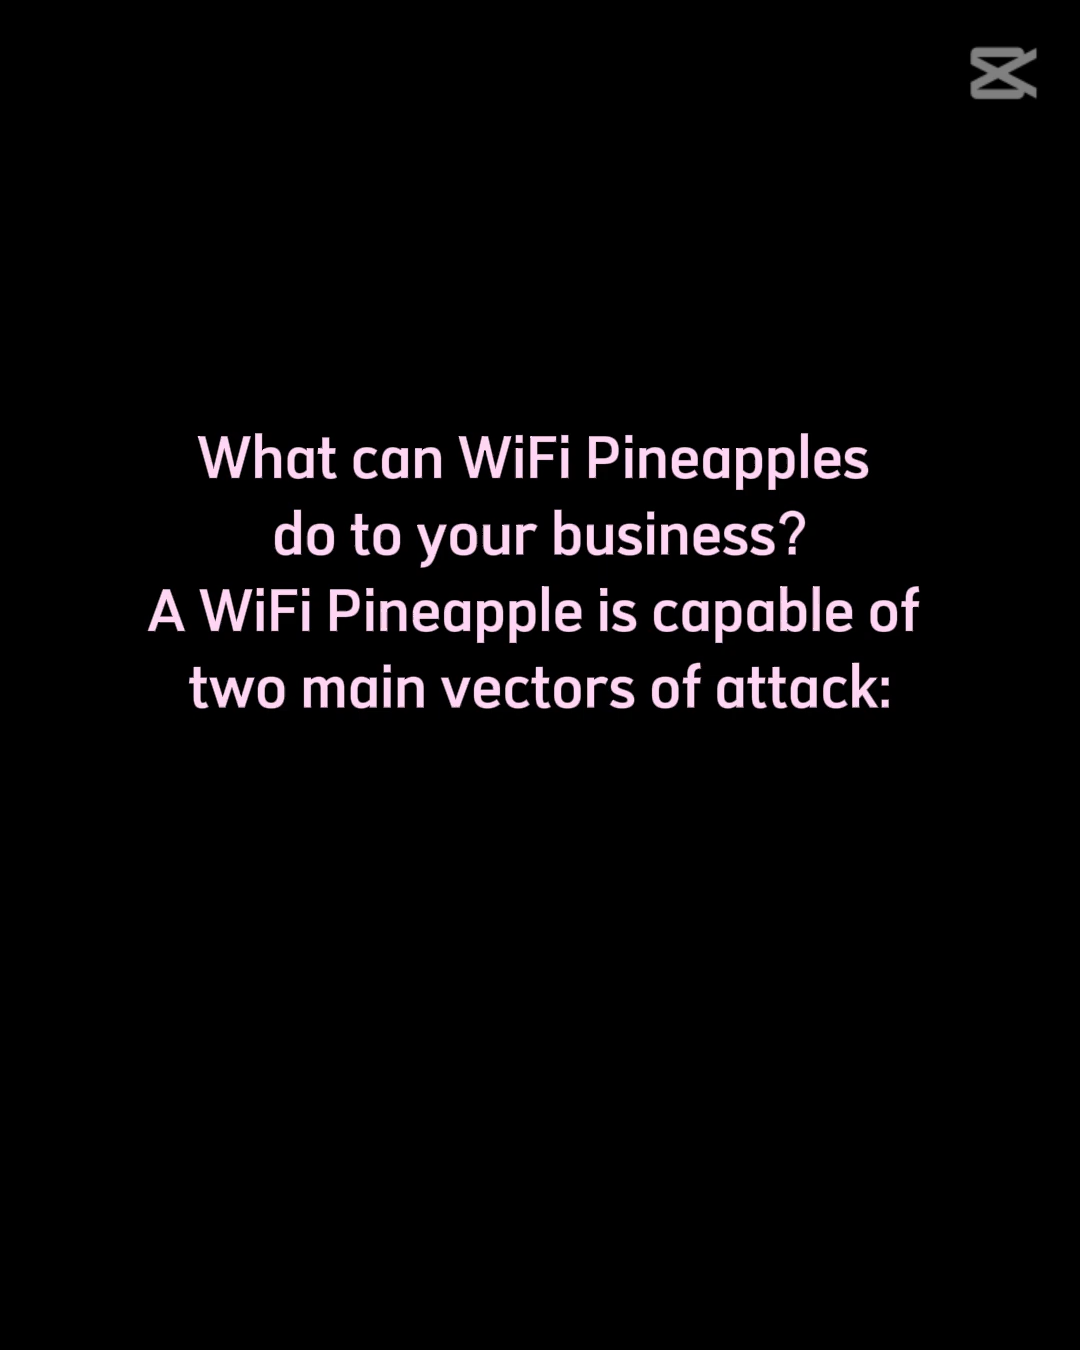 What can WiFi Pineapples
do to your business?
A WiFi Pineapple is capable of
two main vectors of attack: